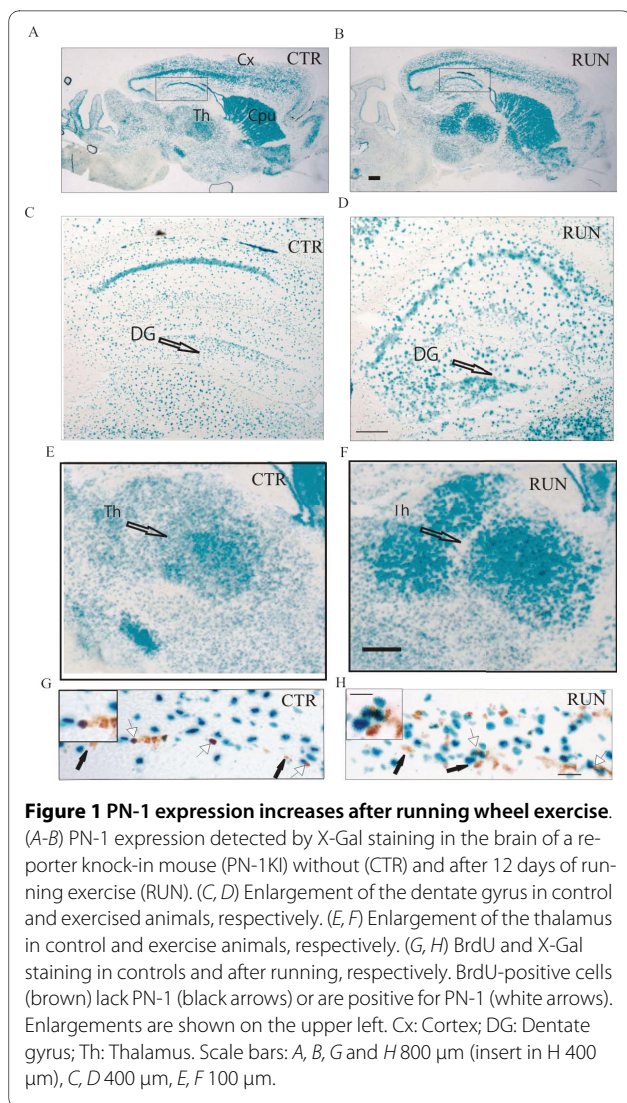 A
B
Cx
CTR
RUN
Th
Cpu
C
D
CTR
RUN
DG
DG
E
F
CTR
RUN
Th
Th
G
H
CTR
RUN
Figure 1 PN-1 expression increases after running wheel exercise.
(A-B) PN-1 expression detected by X-Gal staining in the brain of a re-
porter knock-in mouse (PN-1KI) without (CTR) and after 12 days of run-
ning exercise (RUN). (C, D) Enlargement of the dentate gyrus in control
and exercised animals, respectively. (E, F) Enlargement of the thalamus
in control and exercise animals, respectively. (G, H) BrdU and X-Gal
staining in controls and after running, respectively. BrdU-positive cells
(brown) lack PN-1 (black arrows) or are positive for PN-1 (white arrows).
Enlargements are shown on the upper left. Cx: Cortex; DG: Dentate
gyrus; Th: Thalamus. Scale bars: A, B, G and H 800 μm (insert in H 400
μm), C, D 400 μm, E, F 100 μm.